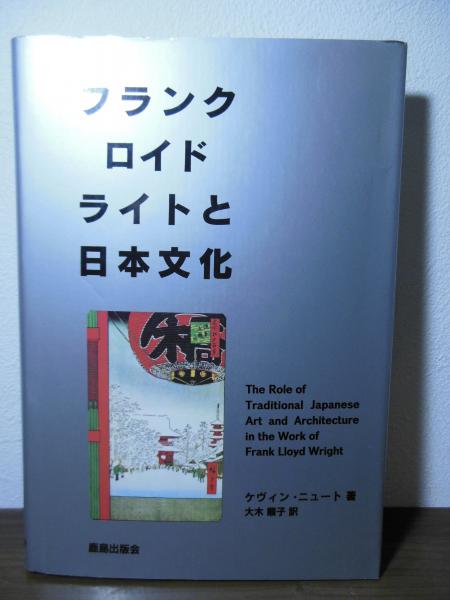 フランク
ロイド
ライトと
日本文化
The Role of
Traditional Japanese
Art and Architecture
in the Work of
Frank Lloyd Wright
ケヴィン・ニュート 著
大木 順子 訳
鹿島出版会